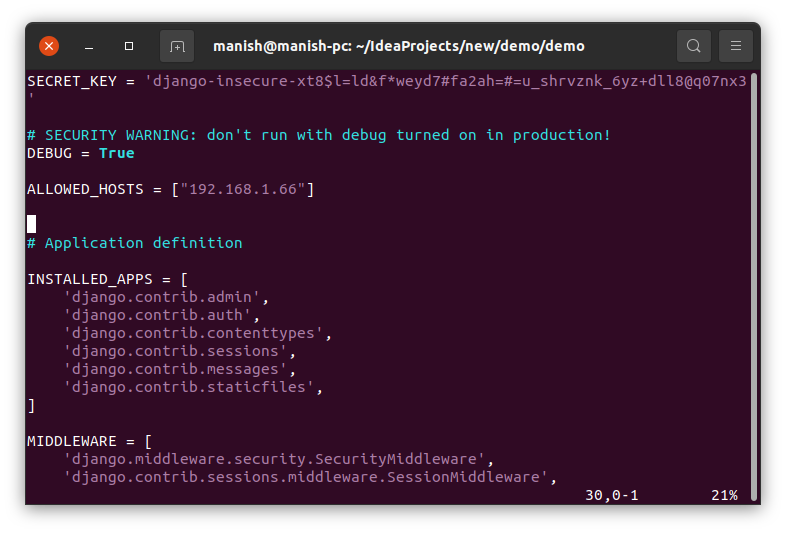 manish@manish-pc: ~/IdeaProjects/new/demo/demo
SECRET_KEY = 'django-insecure-xt8$l=ld&f*weyd7#fa2ah=#=u_shrvznk_6yz+dll8@q07nx3
'
# SECURITY WARNING: don't run with debug turned on in production!
DEBUG = True
ALLOWED_HOSTS = ["192.168.1.66"]
# Application definition
INSTALLED_APPS = [
    'django.contrib.admin',
    'django.contrib.auth',
    'django.contrib.contenttypes',
    'django.contrib.sessions',
    'django.contrib.messages',
    'django.contrib.staticfiles',
]
MIDDLEWARE = [
    'django.middleware.security.SecurityMiddleware',
    'django.contrib.sessions.middleware.SessionMiddleware',
30,0-1 21%